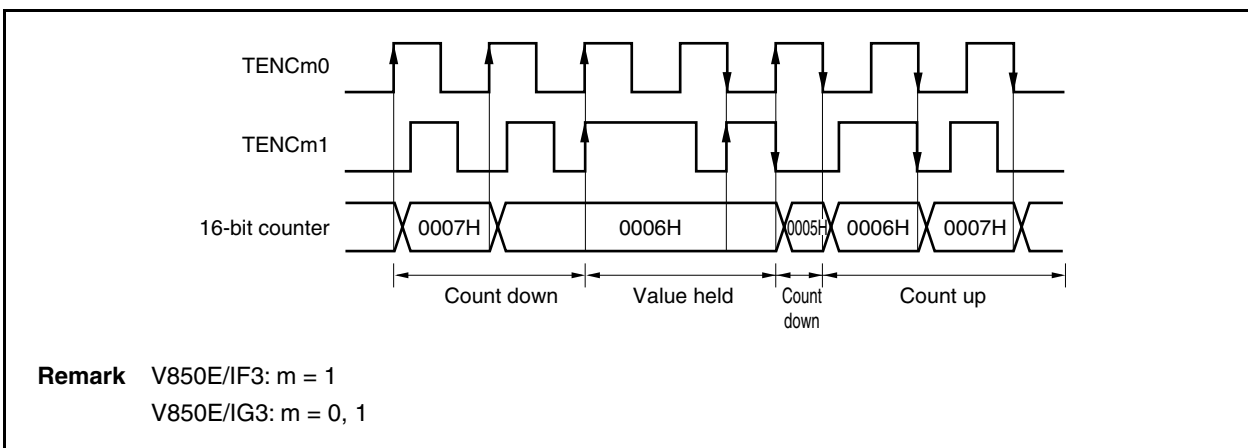 TENCm0
TENCm1
16-bit counter 0007H 0006H 0005H 0006H 0007H
Count down Value held Count down Count up
Remark V850E/IF3: m = 1
V850E/IG3: m = 0, 1